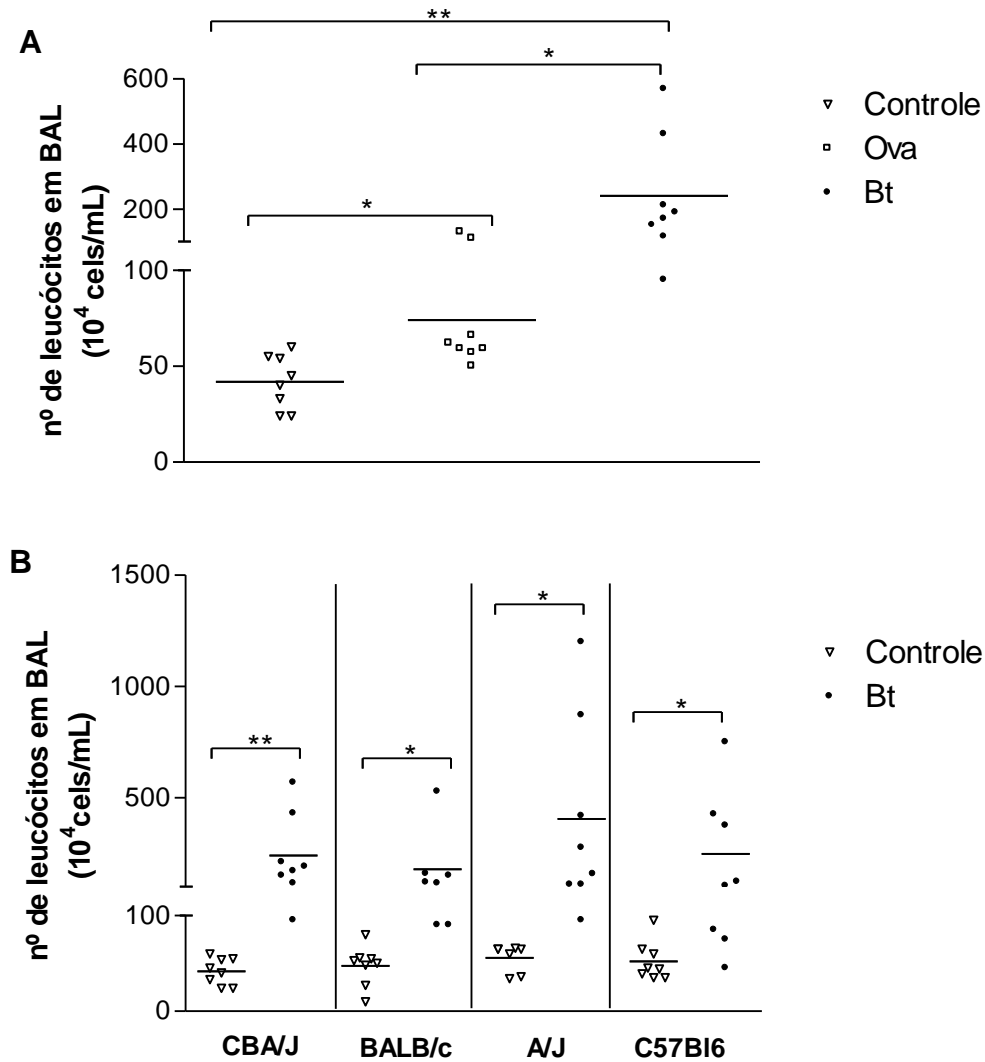 A
**
*
*
600
400
200
100
50
0
nº de leucócitos em BAL
(10⁴ cels/mL)
Controle
Ova
Bt
B
1500
1000
500
100
0
nº de leucócitos em BAL
(10⁴cels/mL)
**
*
*
*
Controle
Bt
CBA/J
BALB/c
A/J
C57Bl6